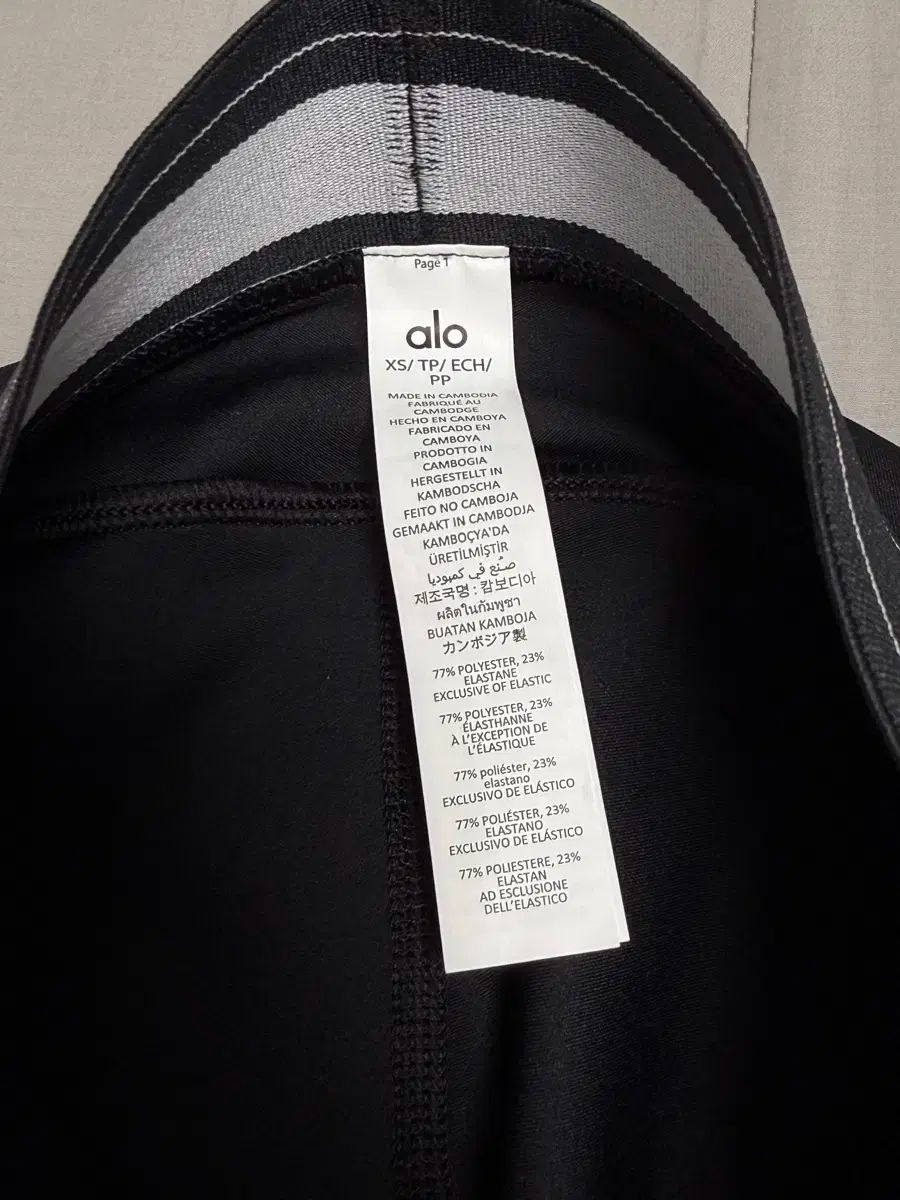 Page 1
alo
XS/ TP/ ECH/
PP
MADE IN CAMBODIA
FABRIQUÉ AU
CAMBODGE
HECHO EN CAMBOYA
FABRICADO EN
CAMBOYA
PRODOTTO IN
CAMBOGIA
HERGESTELLT IN
KAMBODSCHA
FEITO NO CAMBOJA
GEMAAKT IN CAMBODJA
KAMBOÇYA'DA
ÜRETİLMİŞTİR
صُنع في كمبوديا
제조국명 : 캄보디아
ผลิตในกัมพูชา
BUATAN KAMBOJA
カンボジア製
77% POLYESTER, 23%
ELASTANE
EXCLUSIVE OF ELASTIC
77% POLYESTER, 23%
ÉLASTHANNE
À L'EXCEPTION DE
L'ÉLASTIQUE
77% poliéster, 23%
elastano
EXCLUSIVO DE ELÁSTICO
77% POLIÉSTER, 23%
ELASTANO
EXCLUSIVO DE ELÁSTICO
77% POLIESTERE, 23%
ELASTAN
AD ESCLUSIONE
DELL'ELASTICO